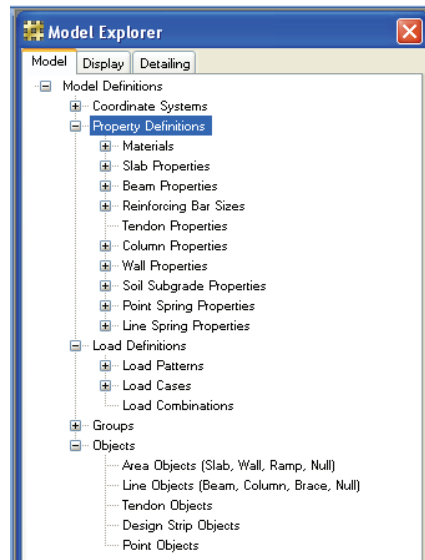 Model Explorer
Model Display Detailing
Model Definitions
Coordinate Systems
Property Definitions
Materials
Slab Properties
Beam Properties
Reinforcing Bar Sizes
Tendon Properties
Column Properties
Wall Properties
Soil Subgrade Properties
Point Spring Properties
Line Spring Properties
Load Definitions
Load Patterns
Load Cases
Load Combinations
Groups
Objects
Area Objects (Slab, Wall, Ramp, Null)
Line Objects (Beam, Column, Brace, Null)
Tendon Objects
Design Strip Objects
Point Objects